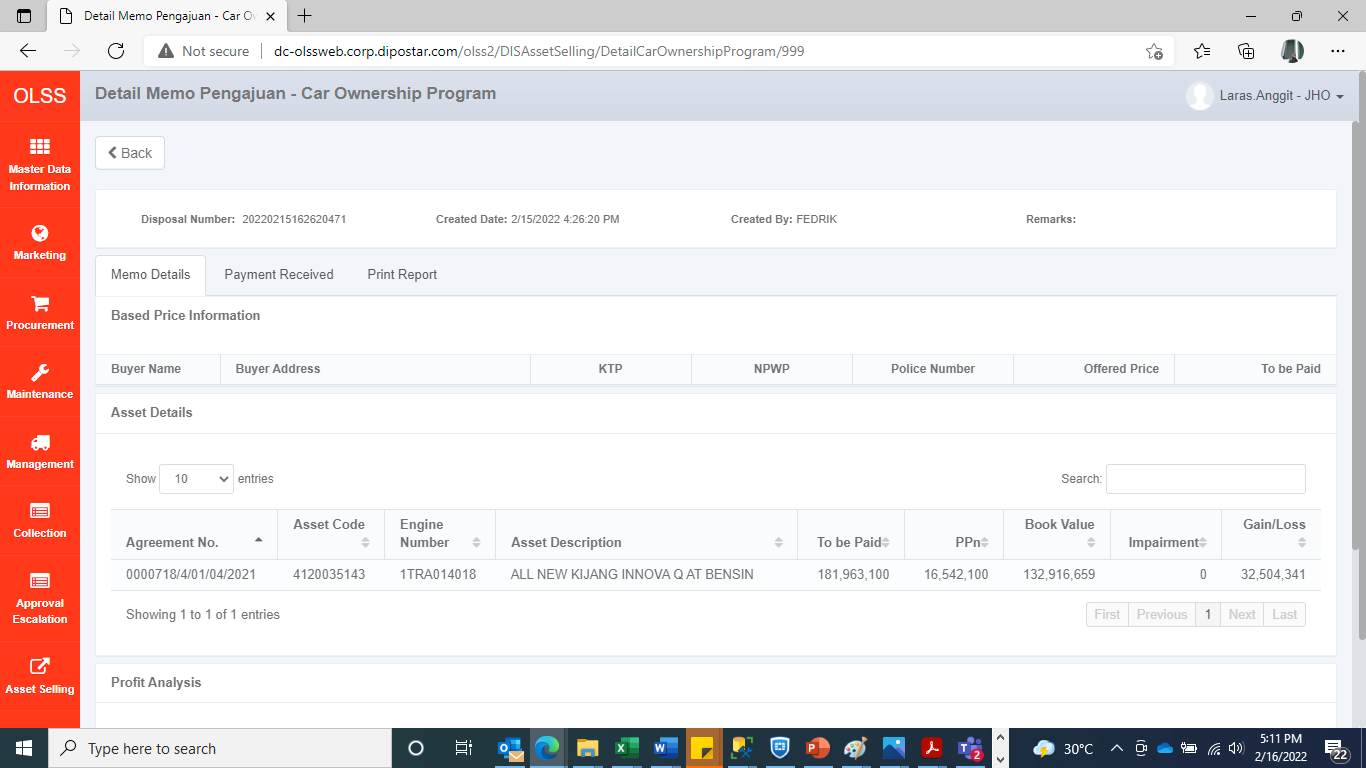 Detail Memo Pengajuan - Car Ow
Not secure
dc-olssweb.corp.dipostar.com/olss2/DISAssetSelling/DetailCarOwnershipProgram/999
OLSS
Detail Memo Pengajuan - Car Ownership Program
Laras.Anggit - JHO
Master Data
Information
Marketing
Procurement
Maintenance
Management
Collection
Approval
Escalation
Asset Selling
Back
Disposal Number: 20220215162620471
Created Date: 2/15/2022 4:26:20 PM
Created By: FEDRIK
Remarks:
Memo Details
Payment Received
Print Report
Based Price Information
Buyer Name
Buyer Address
KTP
NPWP
Police Number
Offered Price
To be Paid
Asset Details
Show 10 entries
Search:
Agreement No.
Asset Code
Engine
Number
Asset Description
To be Paid
PPn
Book Value
Impairment
Gain/Loss
0000718/4/01/04/2021
4120035143
1TRA014018
ALL NEW KIJANG INNOVA Q AT BENSIN
181,963,100
16,542,100
132,916,659
0
32,504,341
Showing 1 to 1 of 1 entries
First
Previous
1
Next
Last
Profit Analysis
Type here to search
2
30°C
5:11 PM
2/16/2022
22